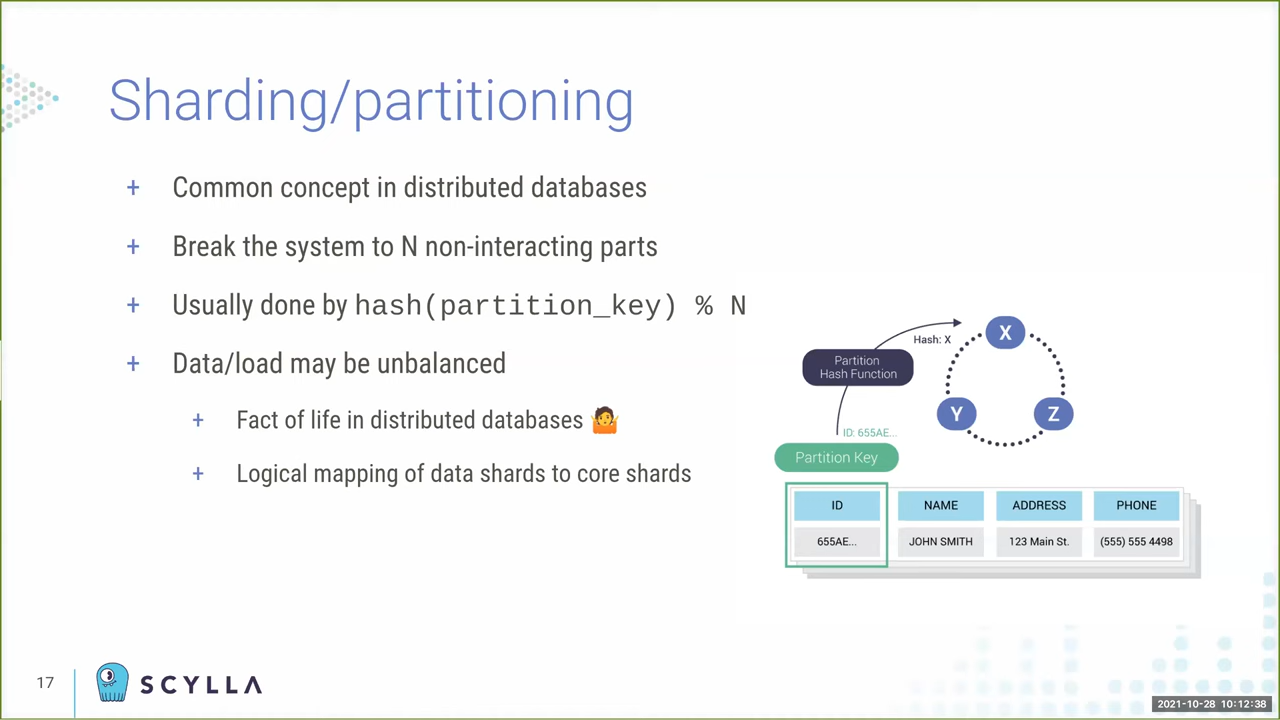 Sharding/partitioning
+ Common concept in distributed databases
+ Break the system to N non-interacting parts
+ Usually done by hash(partition_key) % N
+ Data/load may be unbalanced
+ Fact of life in distributed databases 🤷
+ Logical mapping of data shards to core shards
Hash: X
X
Partition
Hash Function
Y
Z
ID: 655AE...
Partition Key
ID NAME ADDRESS PHONE
655AE... JOHN SMITH 123 Main St. (555) 555 4498
17
SCYLLA
2021-10-28 10:12:38